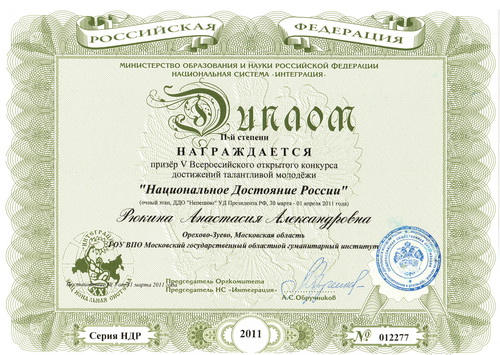 РОССИЙСКАЯ ФЕДЕРАЦИЯ
МИНИСТЕРСТВО ОБРАЗОВАНИЯ И НАУКИ РОССИЙСКОЙ ФЕДЕРАЦИИ
НАЦИОНАЛЬНАЯ СИСТЕМА «ИНТЕГРАЦИЯ»
Диплом
II-й степени
НАГРАЖДАЕТСЯ
призёр V Всероссийского открытого конкурса
достижений талантливой молодёжи
"Национальное Достояние России"
(очный этап, ДДО "Непецино" УД Президента РФ, 30 марта - 01 апреля 2011 года)
Рюкина Анастасия Александровна
Орехово-Зуево, Московская область
ГОУ ВПО Московский государственный областной гуманитарный институт
ИНТЕГРАЦИЯ
XX
НАЦИОНАЛЬНАЯ СИСТЕМА
31 марта 2011
Председатель Оргкомитета
Председатель НС «Интеграция»
А.С.Обручников
Серия НДР
2011
№ 012277